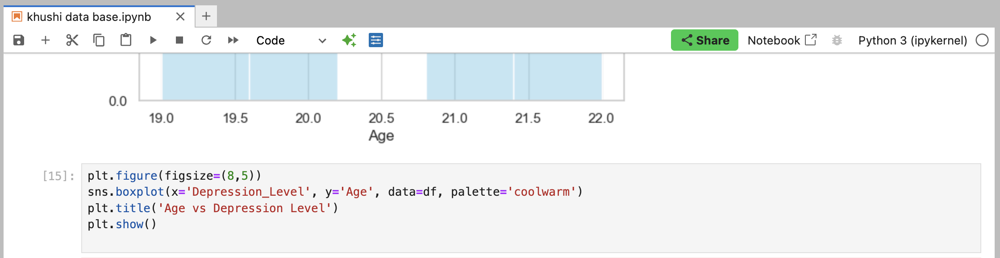 khushi data base.ipynb
Code
Share
Notebook
Python 3 (ipykernel)
0.0
19.0 19.5 20.0 20.5 21.0 21.5 22.0
Age
[15]:
plt.figure(figsize=(8,5))
sns.boxplot(x='Depression_Level', y='Age', data=df, palette='coolwarm')
plt.title('Age vs Depression Level')
plt.show()